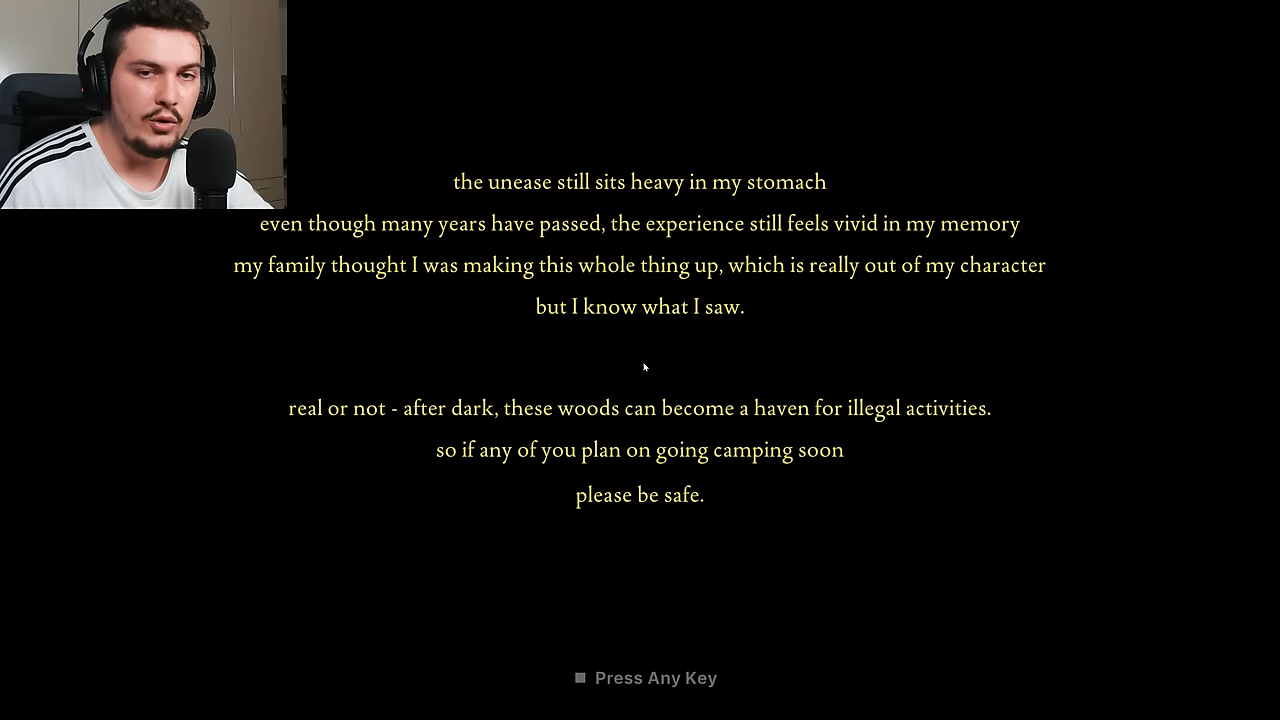 the unease still sits heavy in my stomach
even though many years have passed, the experience still feels vivid in my memory
my family thought I was making this whole thing up, which is really out of my character
but I know what I saw.
real or not - after dark, these woods can become a haven for illegal activities.
so if any of you plan on going camping soon
please be safe.
Press Any Key